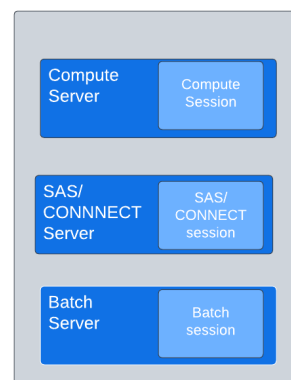 Compute
Server
Compute
Session
SAS/
CONNNECT
Server
SAS/
CONNECT
session
Batch
Server
Batch
session